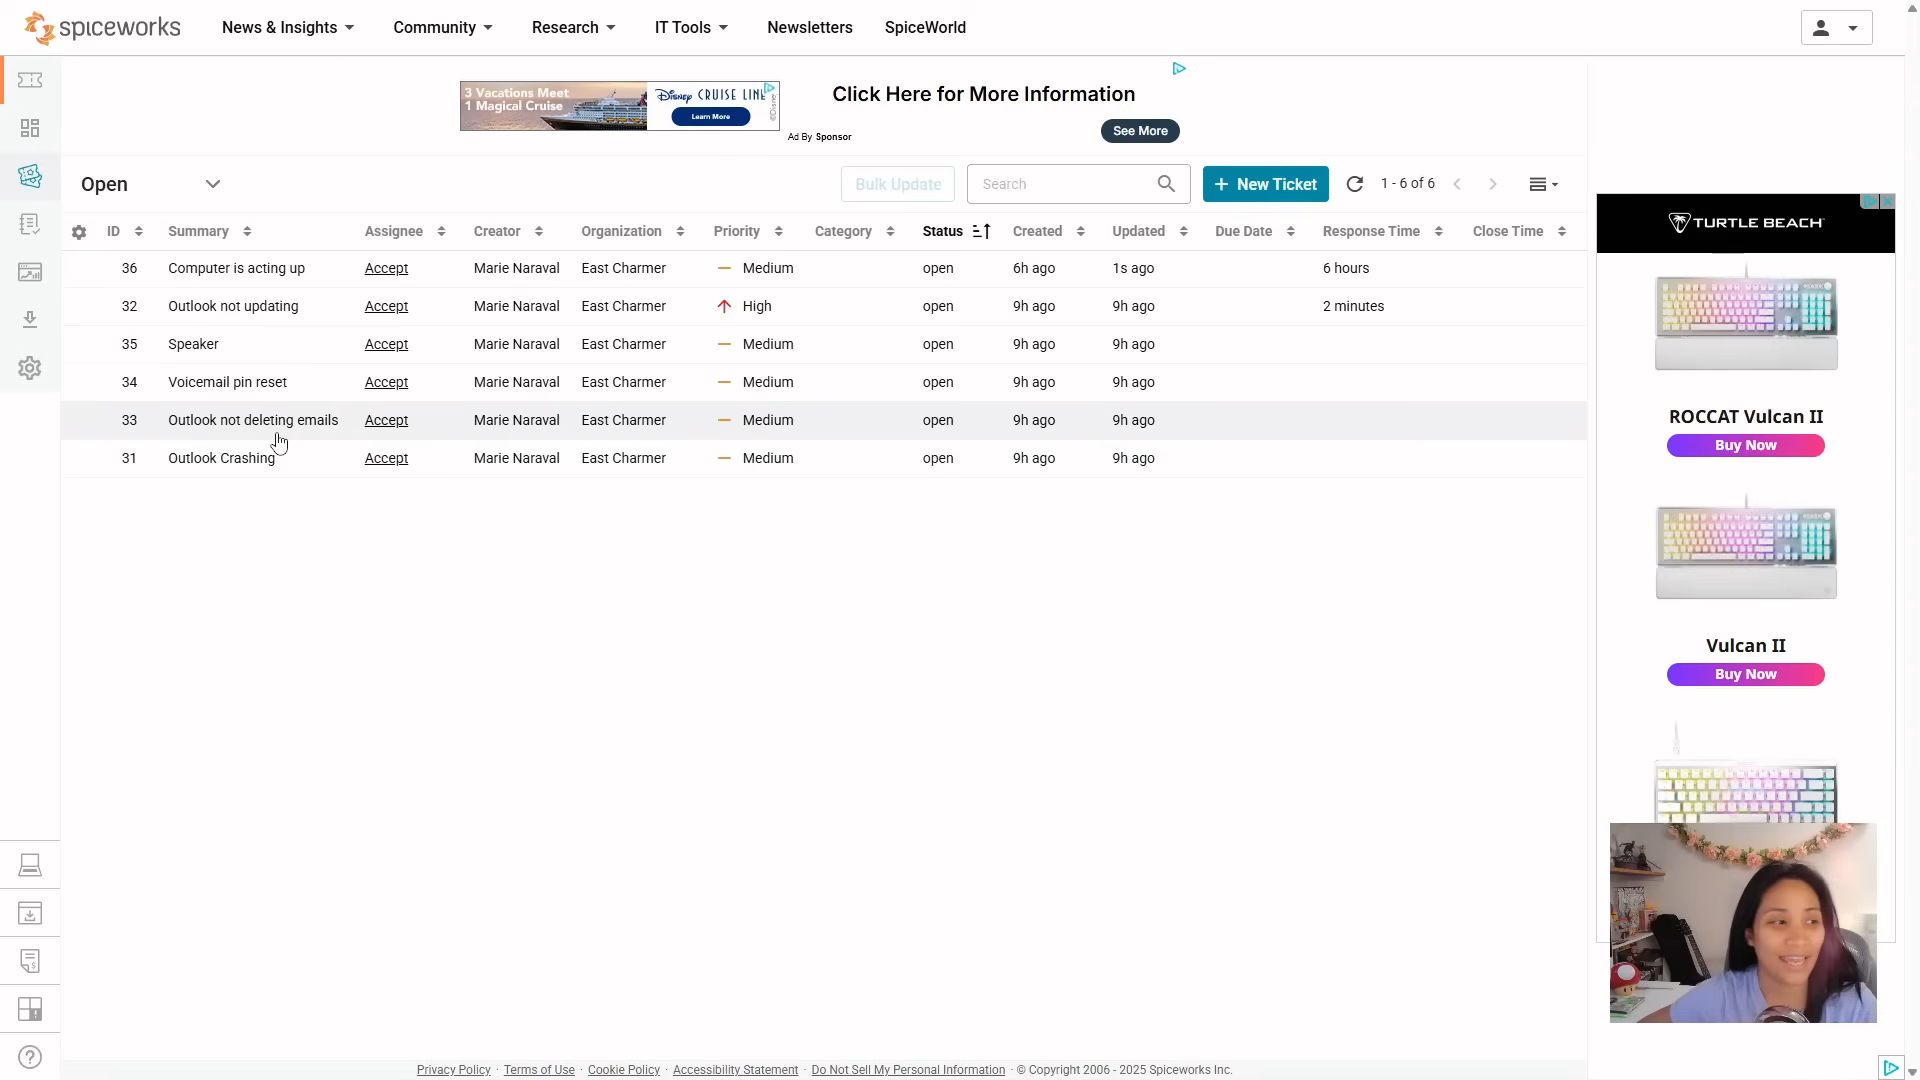 spiceworks
News & Insights
Community
Research
IT Tools
Newsletters
SpiceWorld
3 Vacations Meet
1 Magical Cruise
Disney CRUISE LINE
Learn More
©Disney
Click Here for More Information
Ad By Sponsor
See More
Open
Bulk Update
Search
+ New Ticket
1 - 6 of 6
ID Summary Assignee Creator Organization Priority Category Status Created Updated Due Date Response Time Close Time
36 Computer is acting up Accept Marie Naraval East Charmer Medium open 6h ago 1s ago 6 hours
32 Outlook not updating Accept Marie Naraval East Charmer High open 9h ago 9h ago 2 minutes
35 Speaker Accept Marie Naraval East Charmer Medium open 9h ago 9h ago
34 Voicemail pin reset Accept Marie Naraval East Charmer Medium open 9h ago 9h ago
33 Outlook not deleting emails Accept Marie Naraval East Charmer Medium open 9h ago 9h ago
31 Outlook Crashing Accept Marie Naraval East Charmer Medium open 9h ago 9h ago
TURTLE BEACH
ROCCAT Vulcan II
Buy Now
Vulcan II
Buy Now
Privacy Policy · Terms of Use · Cookie Policy · Accessibility Statement · Do Not Sell My Personal Information · © Copyright 2006 - 2025 Spiceworks Inc.